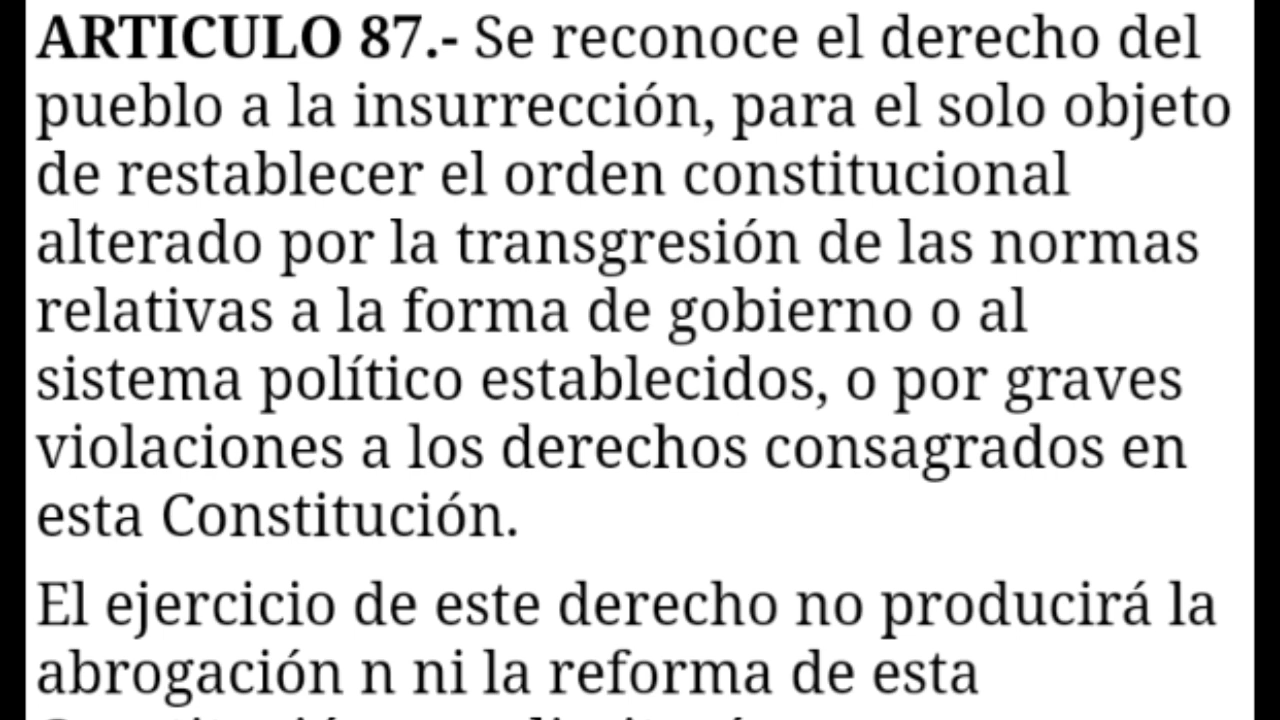 ARTICULO 87.- Se reconoce el derecho del
pueblo a la insurrección, para el solo objeto
de restablecer el orden constitucional
alterado por la transgresión de las normas
relativas a la forma de gobierno o al
sistema político establecidos, o por graves
violaciones a los derechos consagrados en
esta Constitución.
El ejercicio de este derecho no producirá la
abrogación n ni la reforma de esta